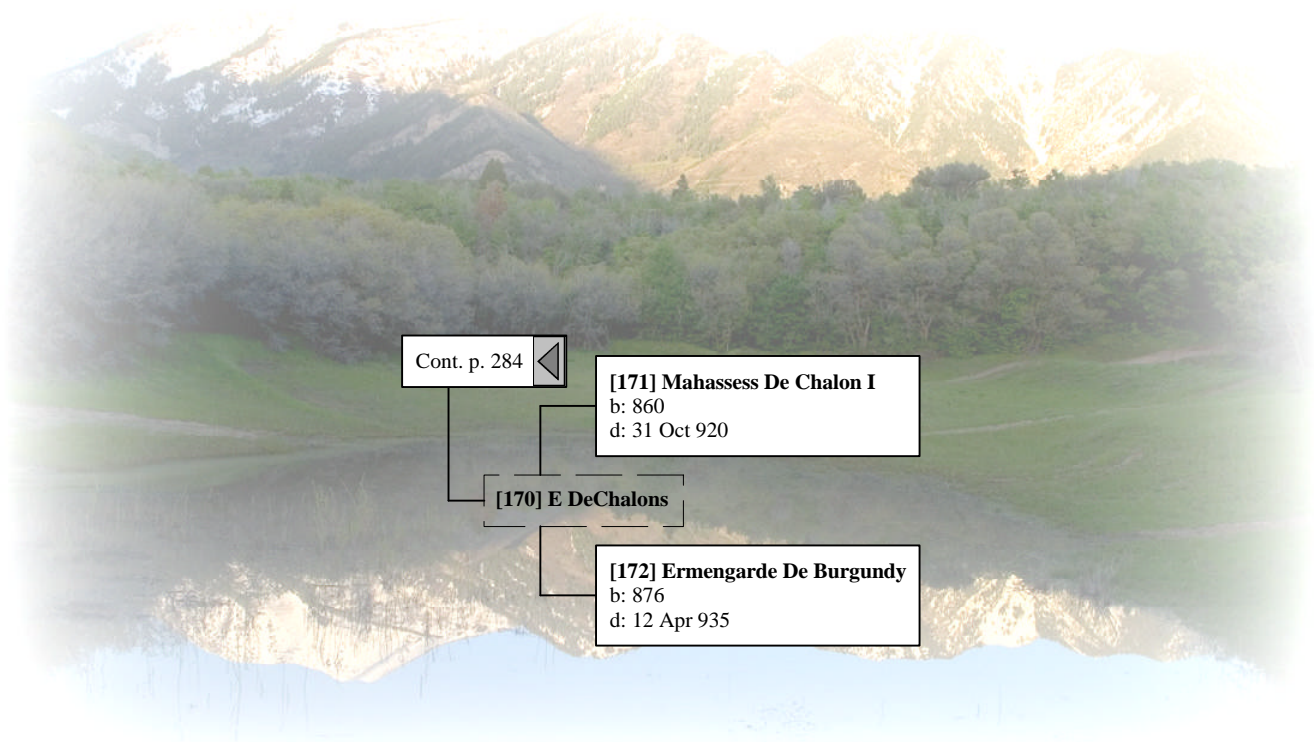 Cont. p. 284
[171] Mahassess De Chalon I
b: 860
d: 31 Oct 920
[170] E DeChalons
[172] Ermengarde De Burgundy
b: 876
d: 12 Apr 935